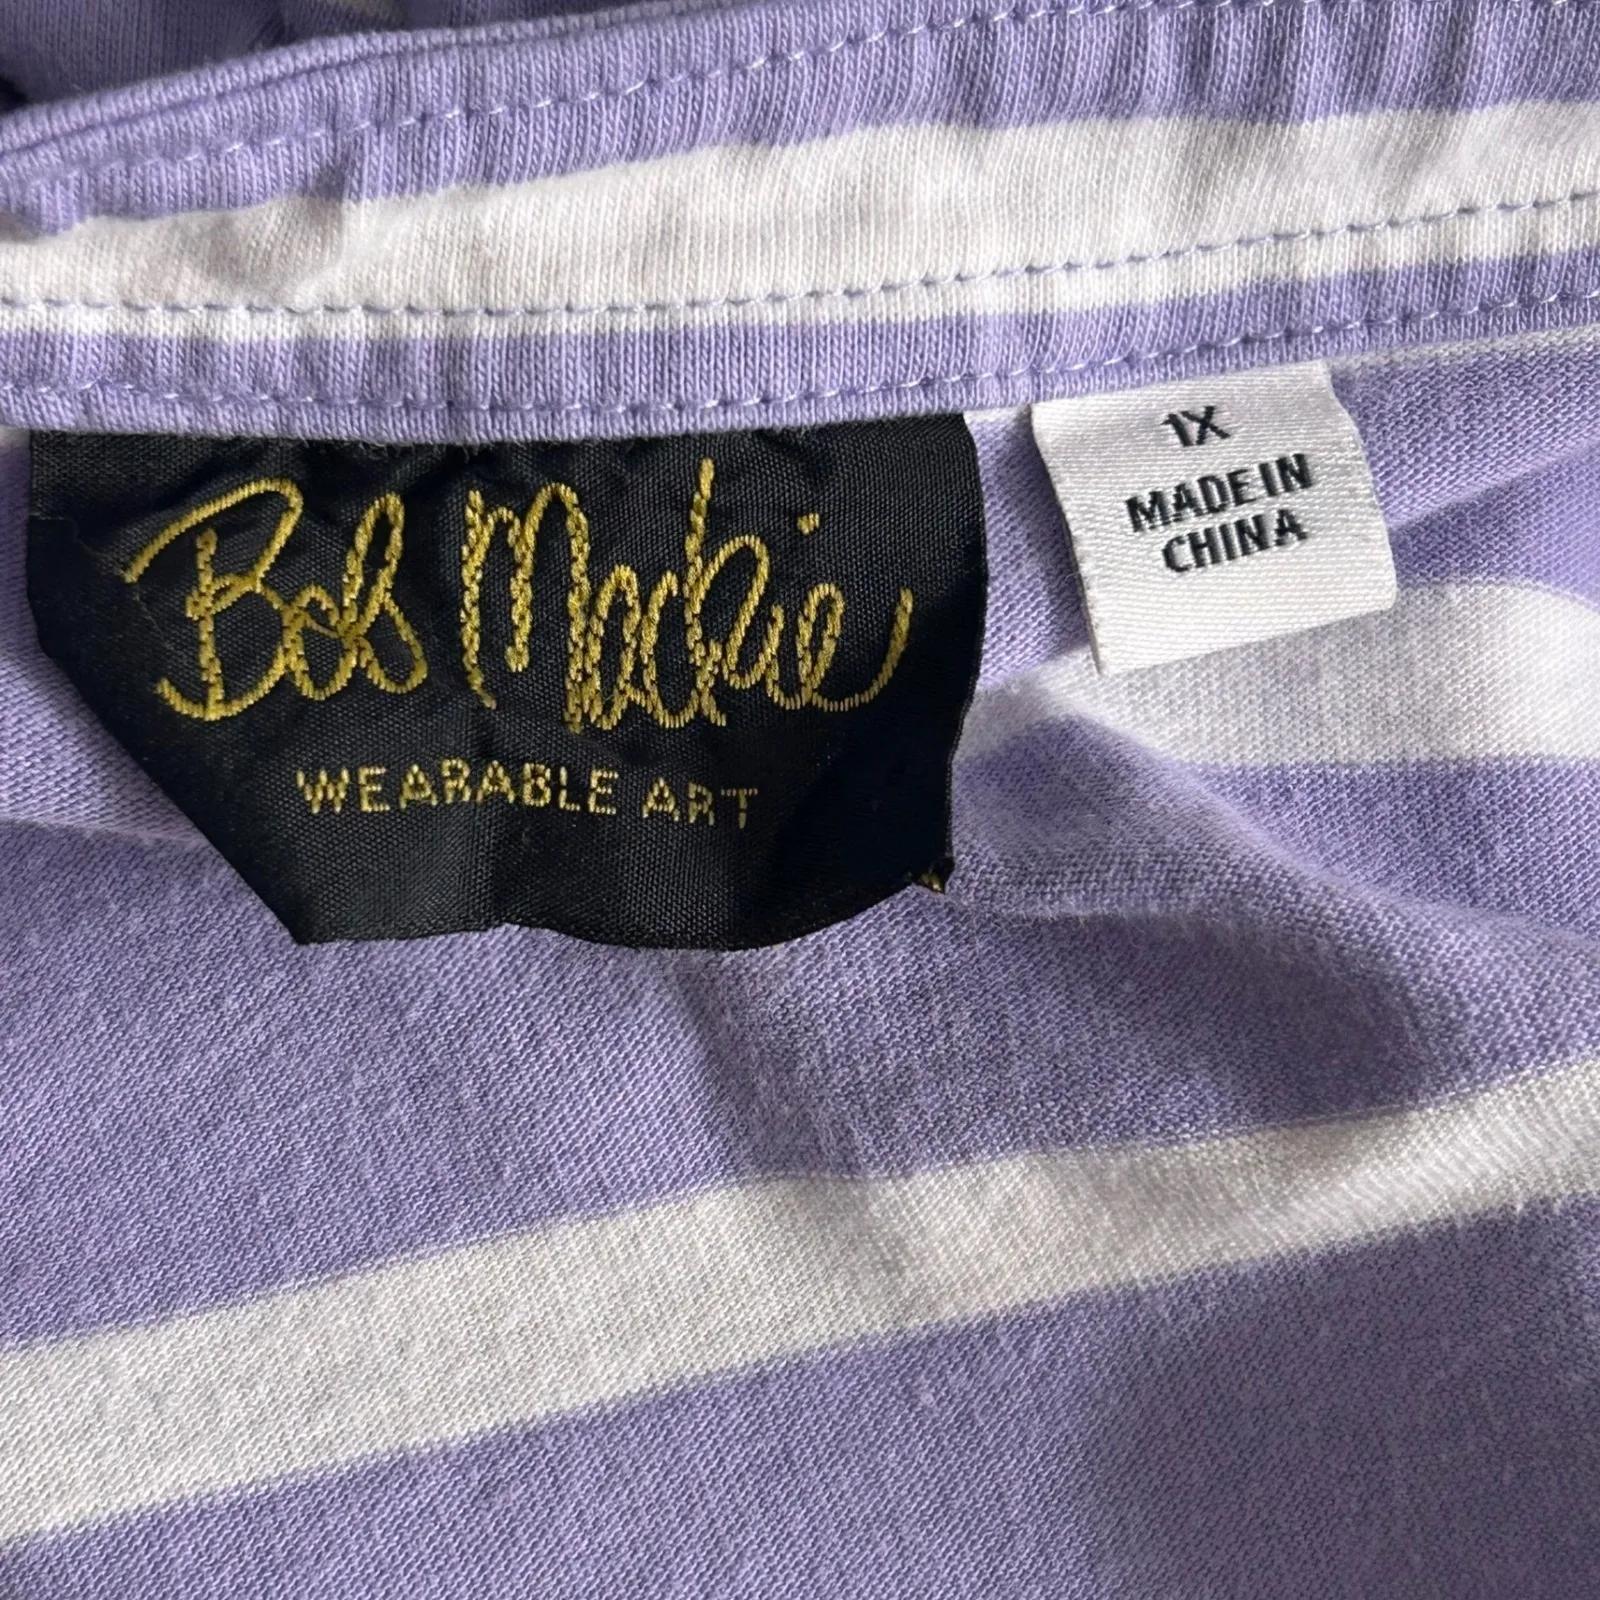 Bob Mackie
WEARABLE ART
1X
MADE IN
CHINA